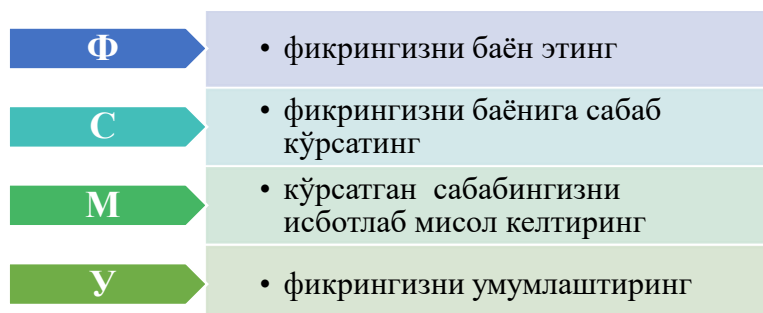 Ф
• фикрингизни баён этинг
С
• фикрингизни баёнига сабаб
кўрсатинг
М
• кўрсатган сабабингизни
исботлаб мисол келтиринг
У
• фикрингизни умумлаштиринг